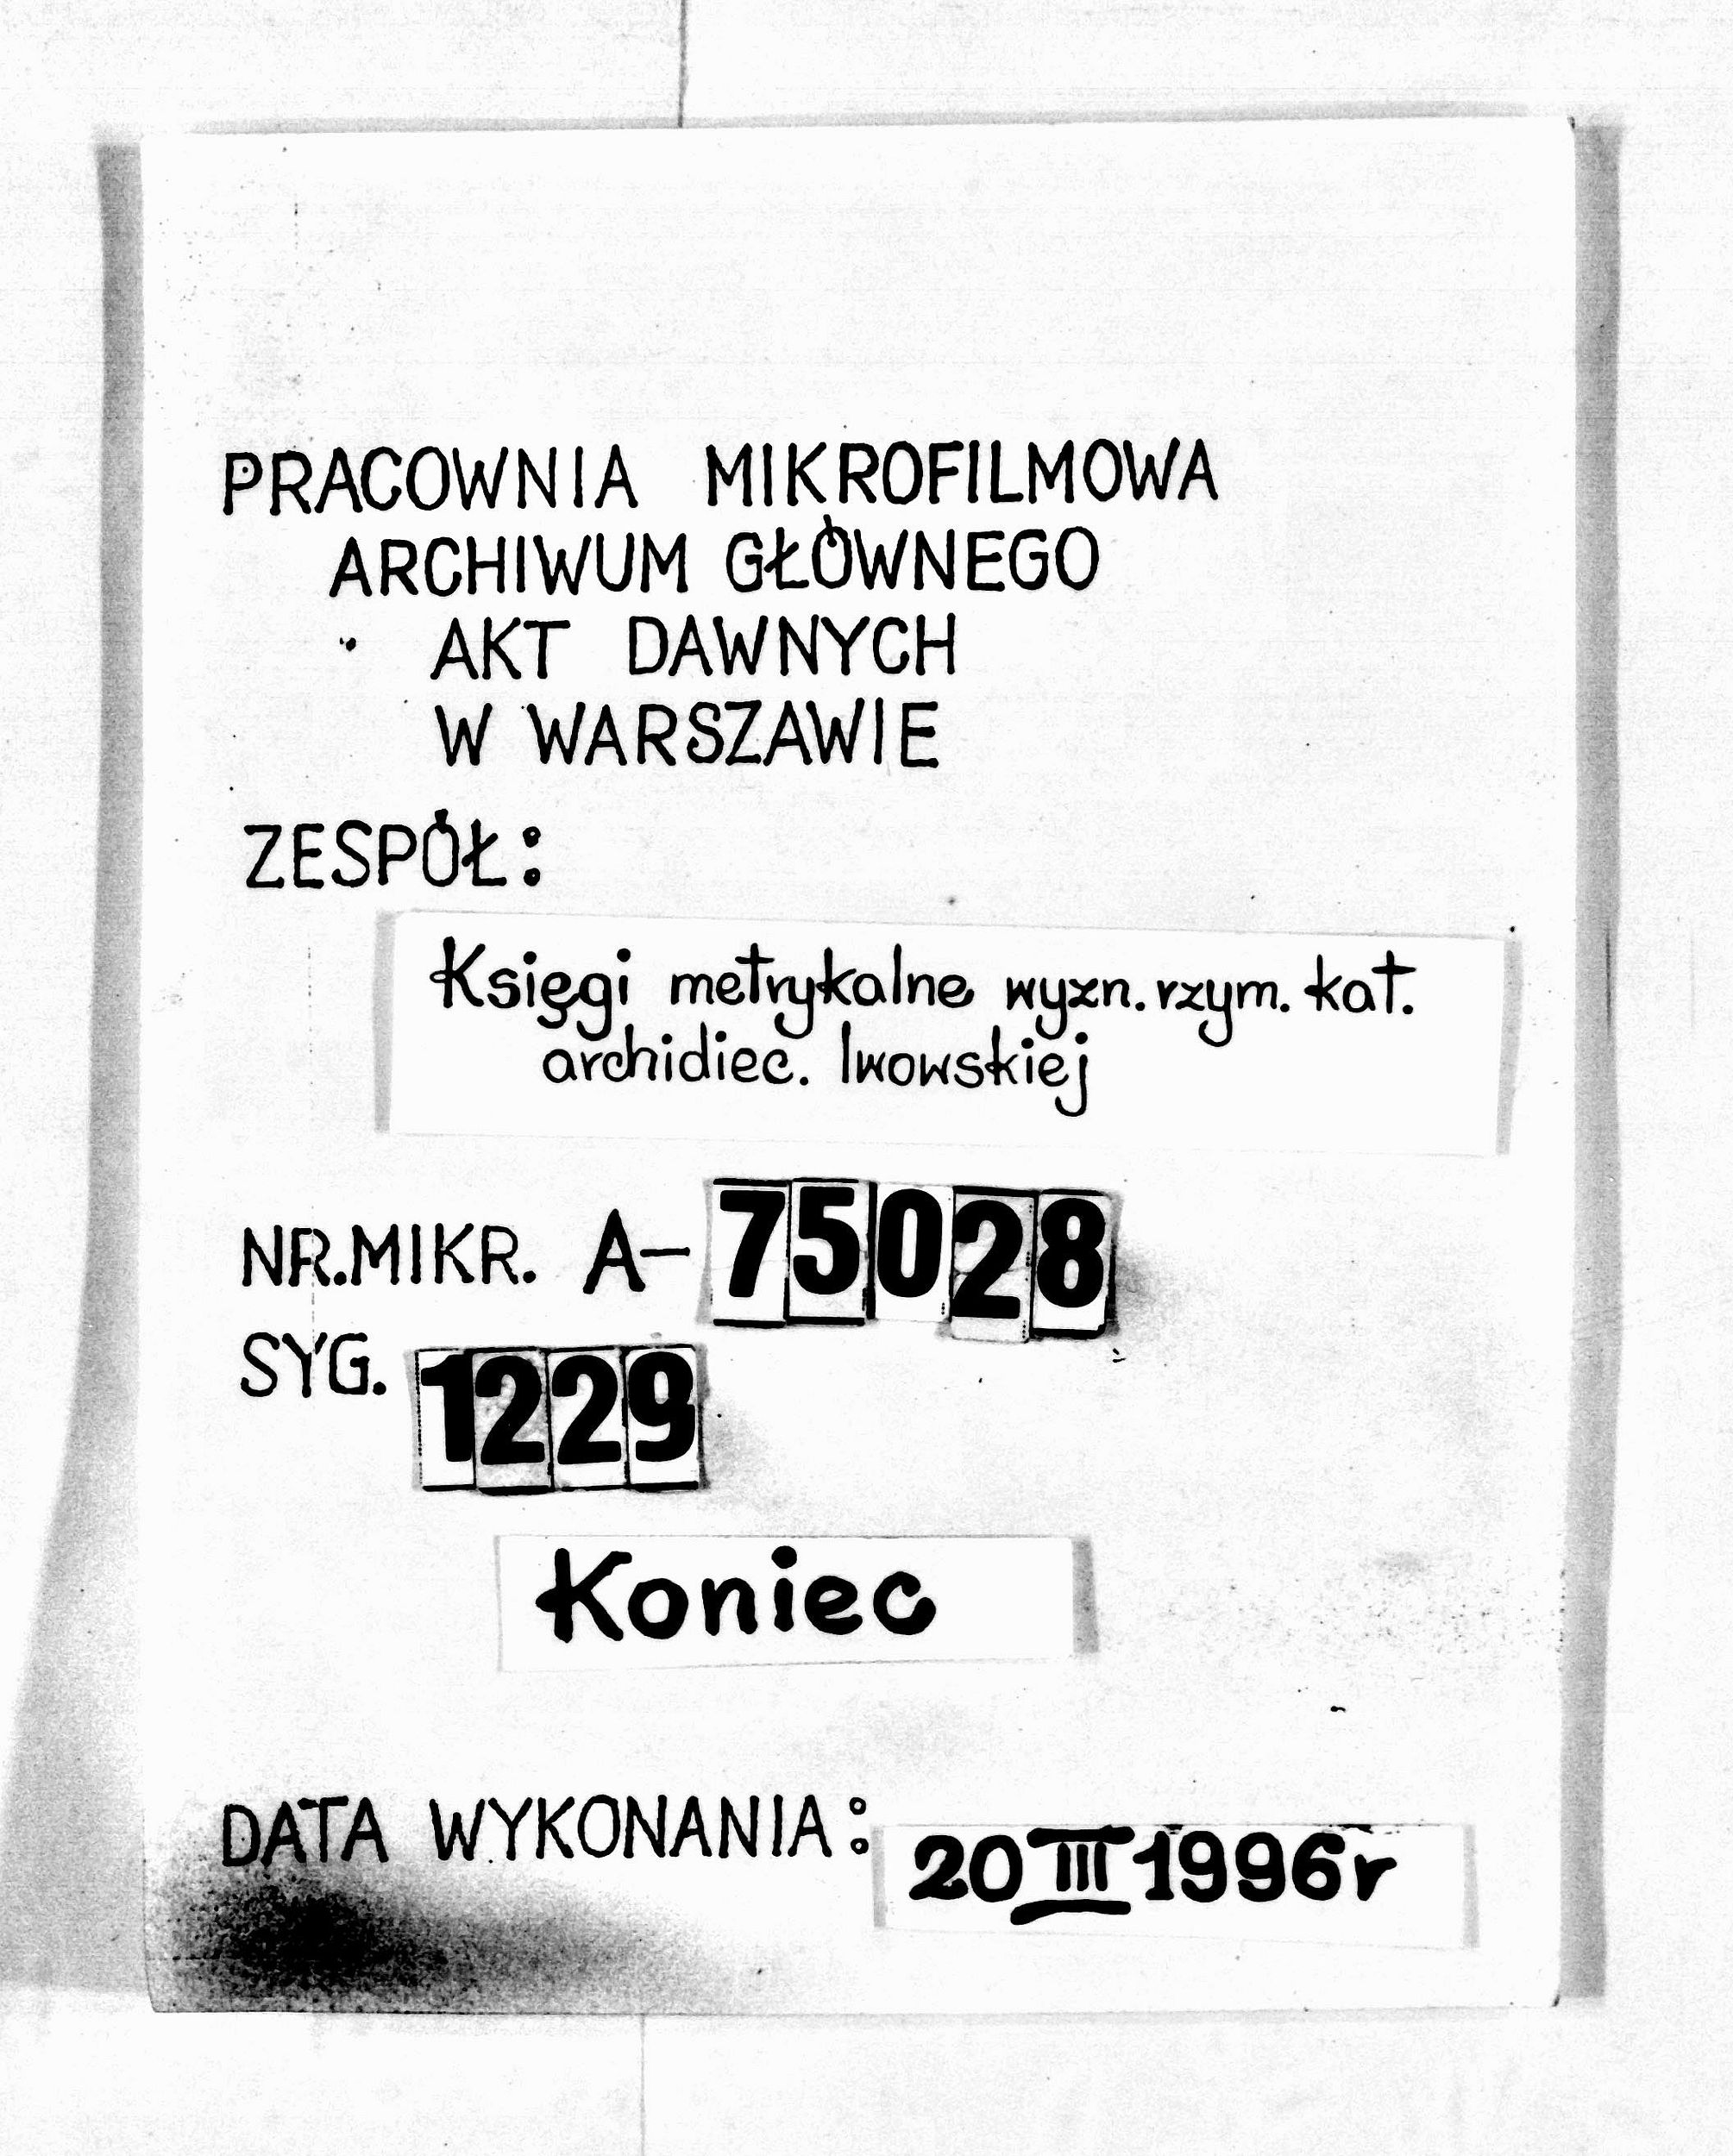 PRACOWNIA MIKROFILMOWA
ARCHIWUM GŁÓWNEGO
AKT DAWNYCH
W WARSZAWIE
ZESPÓŁ:
Księgi metrykalne wyzn. rzym. kat.
archidiec. lwowskiej
NR.MIKR. A-75028
SYG. 1229
Koniec
DATA WYKONANIA: 20 III 1996r